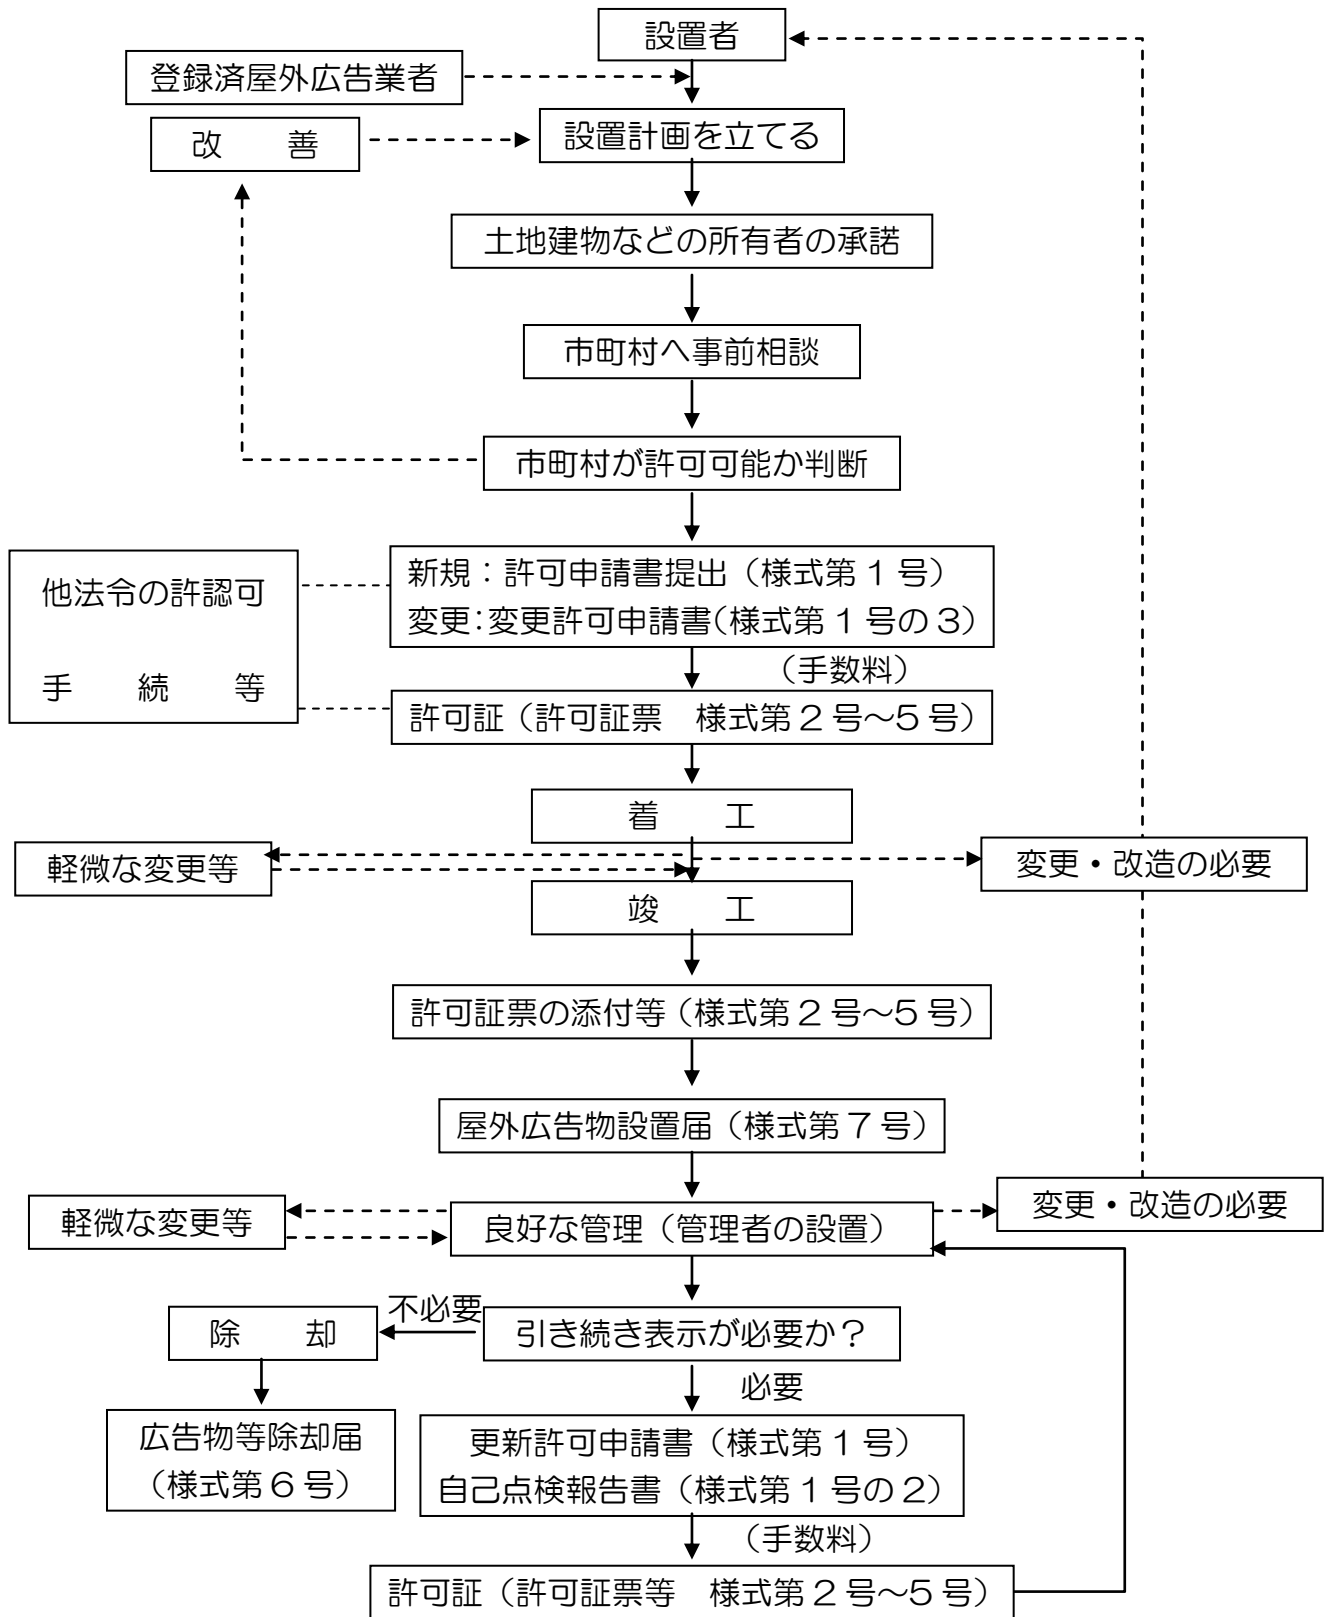 設置者
登録済屋外広告業者
設置計画を立てる
改　　善
土地建物などの所有者の承諾
市町村へ事前相談
市町村が許可可能か判断
他法令の許認可
手　　続　　等
新規：許可申請書提出（様式第１号）
変更：変更許可申請書（様式第１号の３）
（手数料）
許可証（許可証票　様式第２号～５号）
着　　工
軽微な変更等
変更・改造の必要
竣　　工
許可証票の添付等（様式第２号～５号）
屋外広告物設置届（様式第７号）
軽微な変更等
良好な管理（管理者の設置）
変更・改造の必要
除　　却
不必要
引き続き表示が必要か？
必要
広告物等除却届
（様式第６号）
更新許可申請書（様式第１号）
自己点検報告書（様式第１号の２）
（手数料）
許可証（許可証票等　様式第２号～５号）